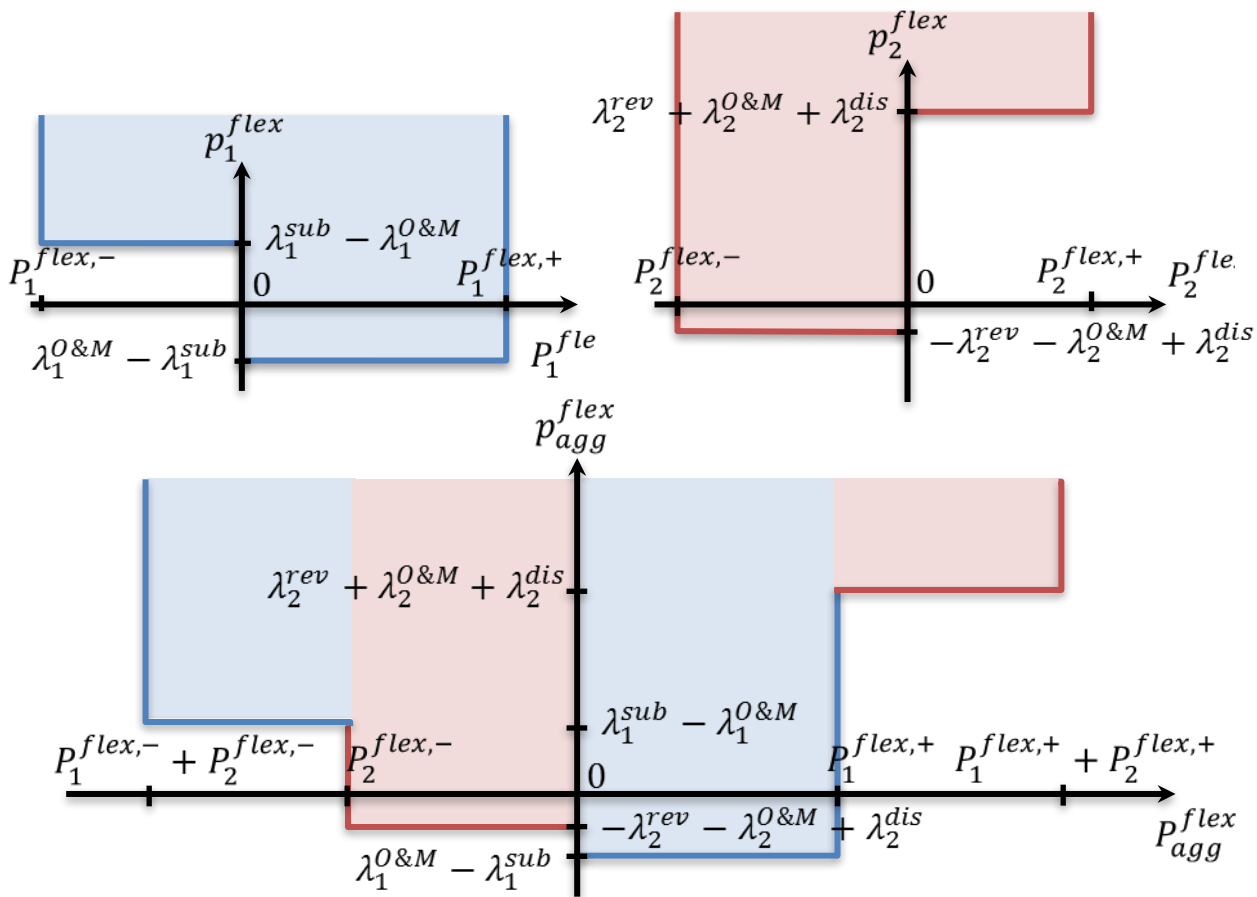 p_1^{flex}
λ_1^{sub} − λ_1^{O&M}
P_1^{flex,-}
0
P_1^{flex,+}
λ_1^{O&M} − λ_1^{sub}
P_1^{fle
p_2^{flex}
λ_2^{rev} + λ_2^{O&M} + λ_2^{dis}
P_2^{flex,-}
0
P_2^{flex,+}
P_2^{fle
−λ_2^{rev} − λ_2^{O&M} + λ_2^{dis}
p_{agg}^{flex}
λ_2^{rev} + λ_2^{O&M} + λ_2^{dis}
λ_1^{sub} − λ_1^{O&M}
P_1^{flex,-} + P_2^{flex,-}
P_2^{flex,-}
0
P_1^{flex,+}
P_1^{flex,+} + P_2^{flex,+}
−λ_2^{rev} − λ_2^{O&M} + λ_2^{dis}
P_{agg}^{flex}
λ_1^{O&M} − λ_1^{sub}